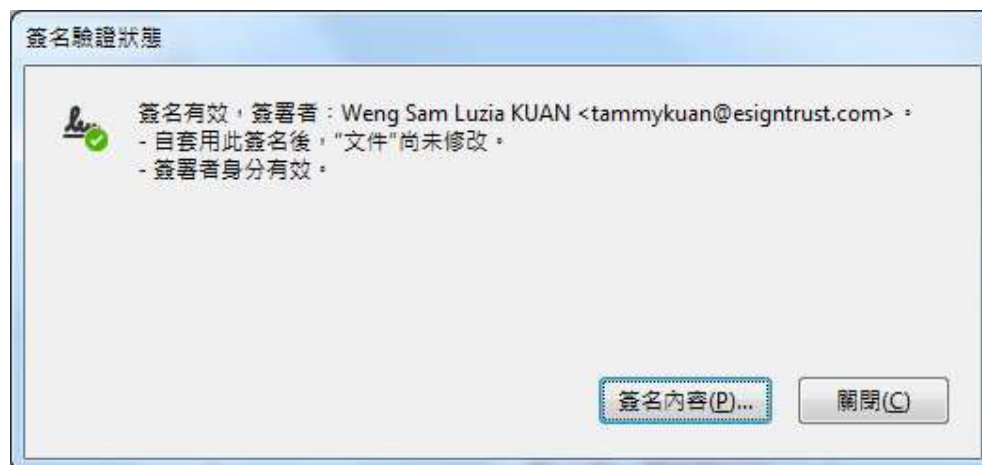 簽名驗證狀態
簽名有效，簽署者：Weng Sam Luzia KUAN <tammykuan@esigntrust.com>。
- 自套用此簽名後，"文件"尚未修改。
- 簽署者身分有效。
簽名內容(P)...
關閉(C)